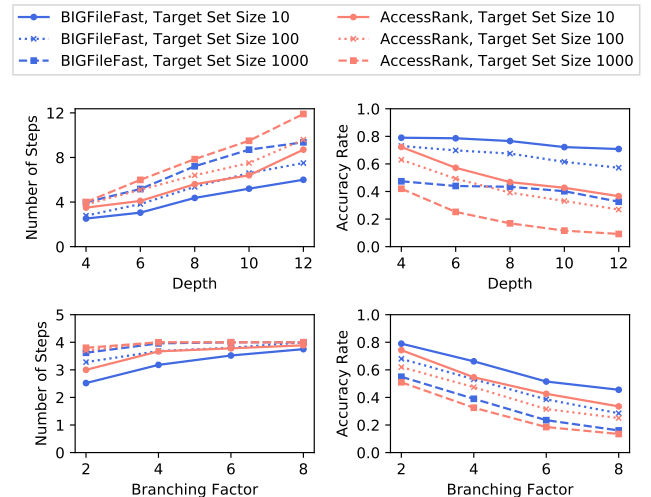 BIGFileFast, Target Set Size 10
BIGFileFast, Target Set Size 100
BIGFileFast, Target Set Size 1000
AccessRank, Target Set Size 10
AccessRank, Target Set Size 100
AccessRank, Target Set Size 1000
Number of Steps
12
8
4
0
4 6 8 10 12
Depth
Accuracy Rate
1.0
0.8
0.6
0.4
0.2
0.0
4 6 8 10 12
Depth
Number of Steps
5
4
3
2
1
0
2 4 6 8
Branching Factor
Accuracy Rate
1.0
0.8
0.6
0.4
0.2
0.0
2 4 6 8
Branching Factor